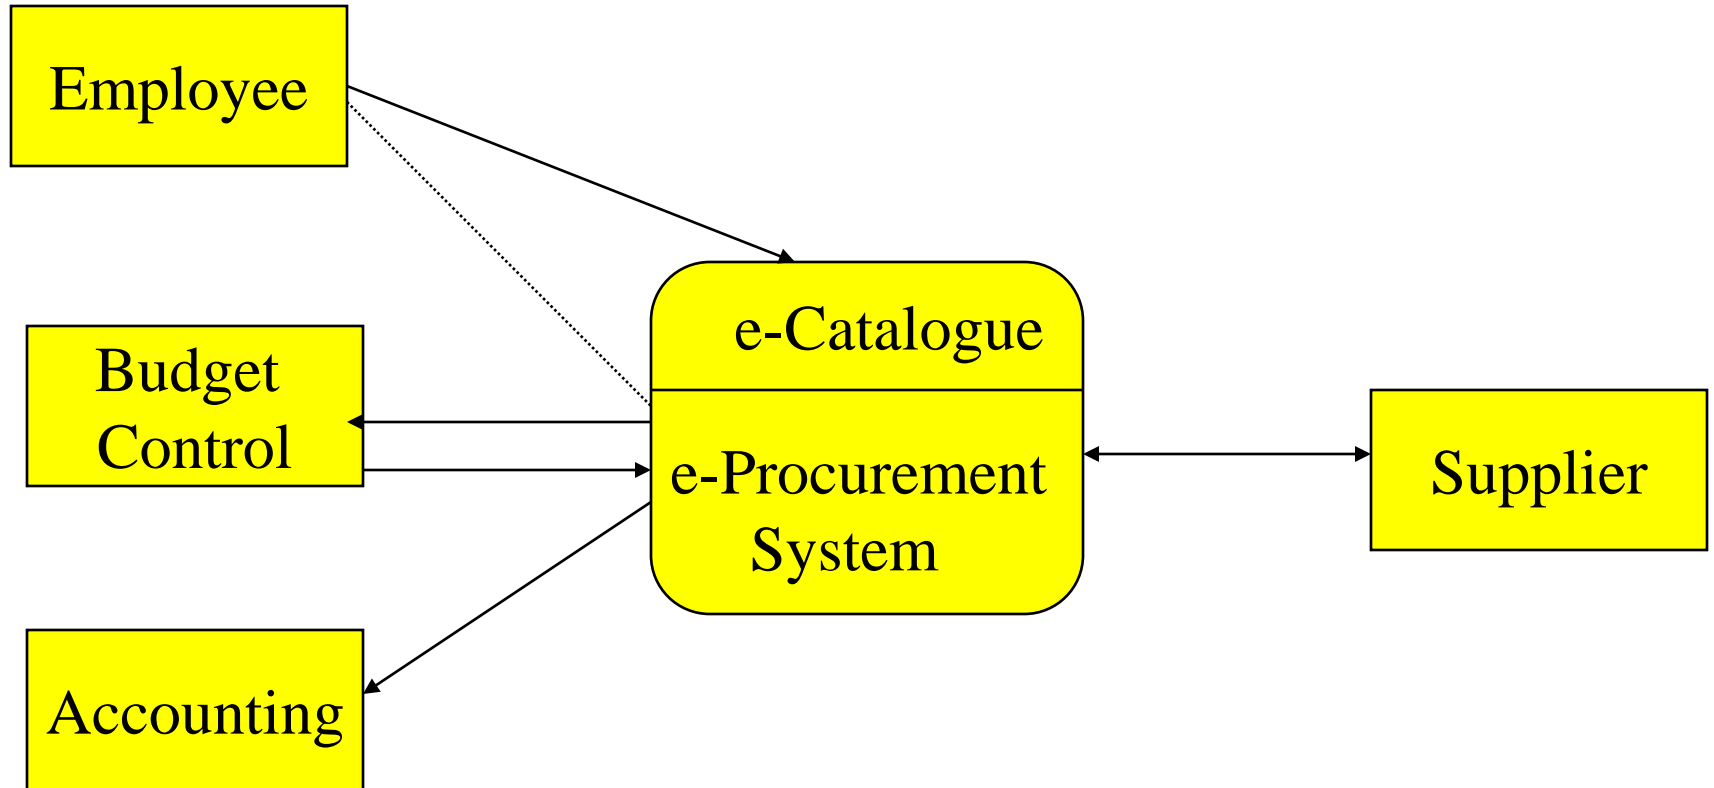 Employee
e-Catalogue
Budget
Control
e-Procurement
System
Supplier
Accounting